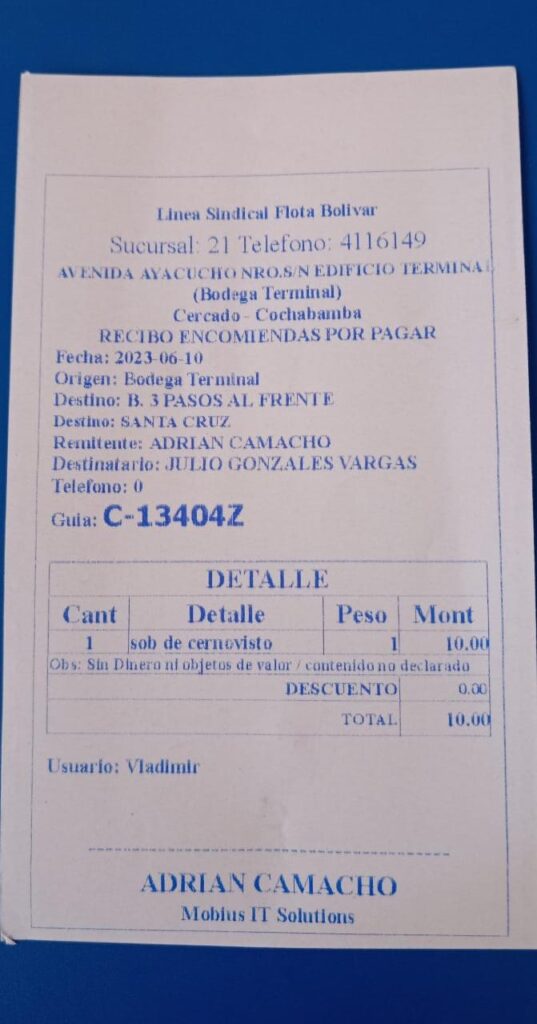 Linea Sindical Flota Bolivar
Sucursal: 21 Telefono: 4116149
AVENIDA AYACUCHO NRO.S/N EDIFICIO TERMINAL
(Bodega Terminal)
Cercado - Cochabamba
RECIBO ENCOMIENDAS POR PAGAR
Fecha: 2023-06-10
Origen: Bodega Terminal
Destino: B. 3 PASOS AL FRENTE
Destino: SANTA CRUZ
Remitente: ADRIAN CAMACHO
Destinatario: JULIO GONZALES VARGAS
Telefono: 0
Guia: C-13404Z
DETALLE
Cant Detalle Peso Mont
1 sob de cernovisto 1 10.00
Obs: Sin Dinero ni objetos de valor / contenido no declarado
DESCUENTO 0.00
TOTAL 10.00
Usuario: Vladimir
ADRIAN CAMACHO
Mobius IT Solutions